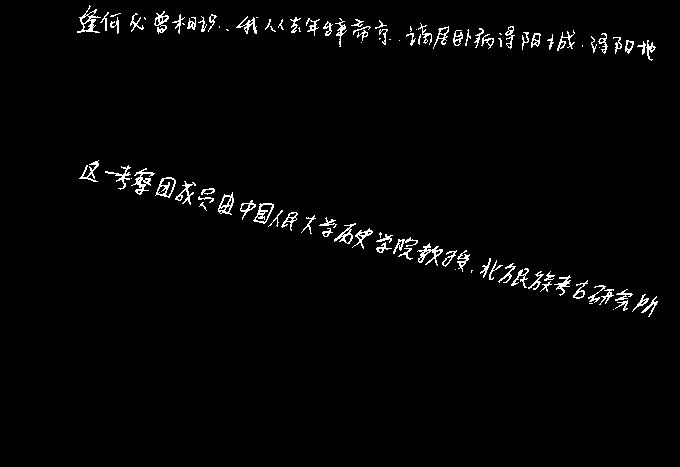 逢何必曾相识、我从去年辞帝京.谪居卧病浔阳城.浔阳地
这一考察团成员由中国人民大学历史学院教授、北方民族考古研究所